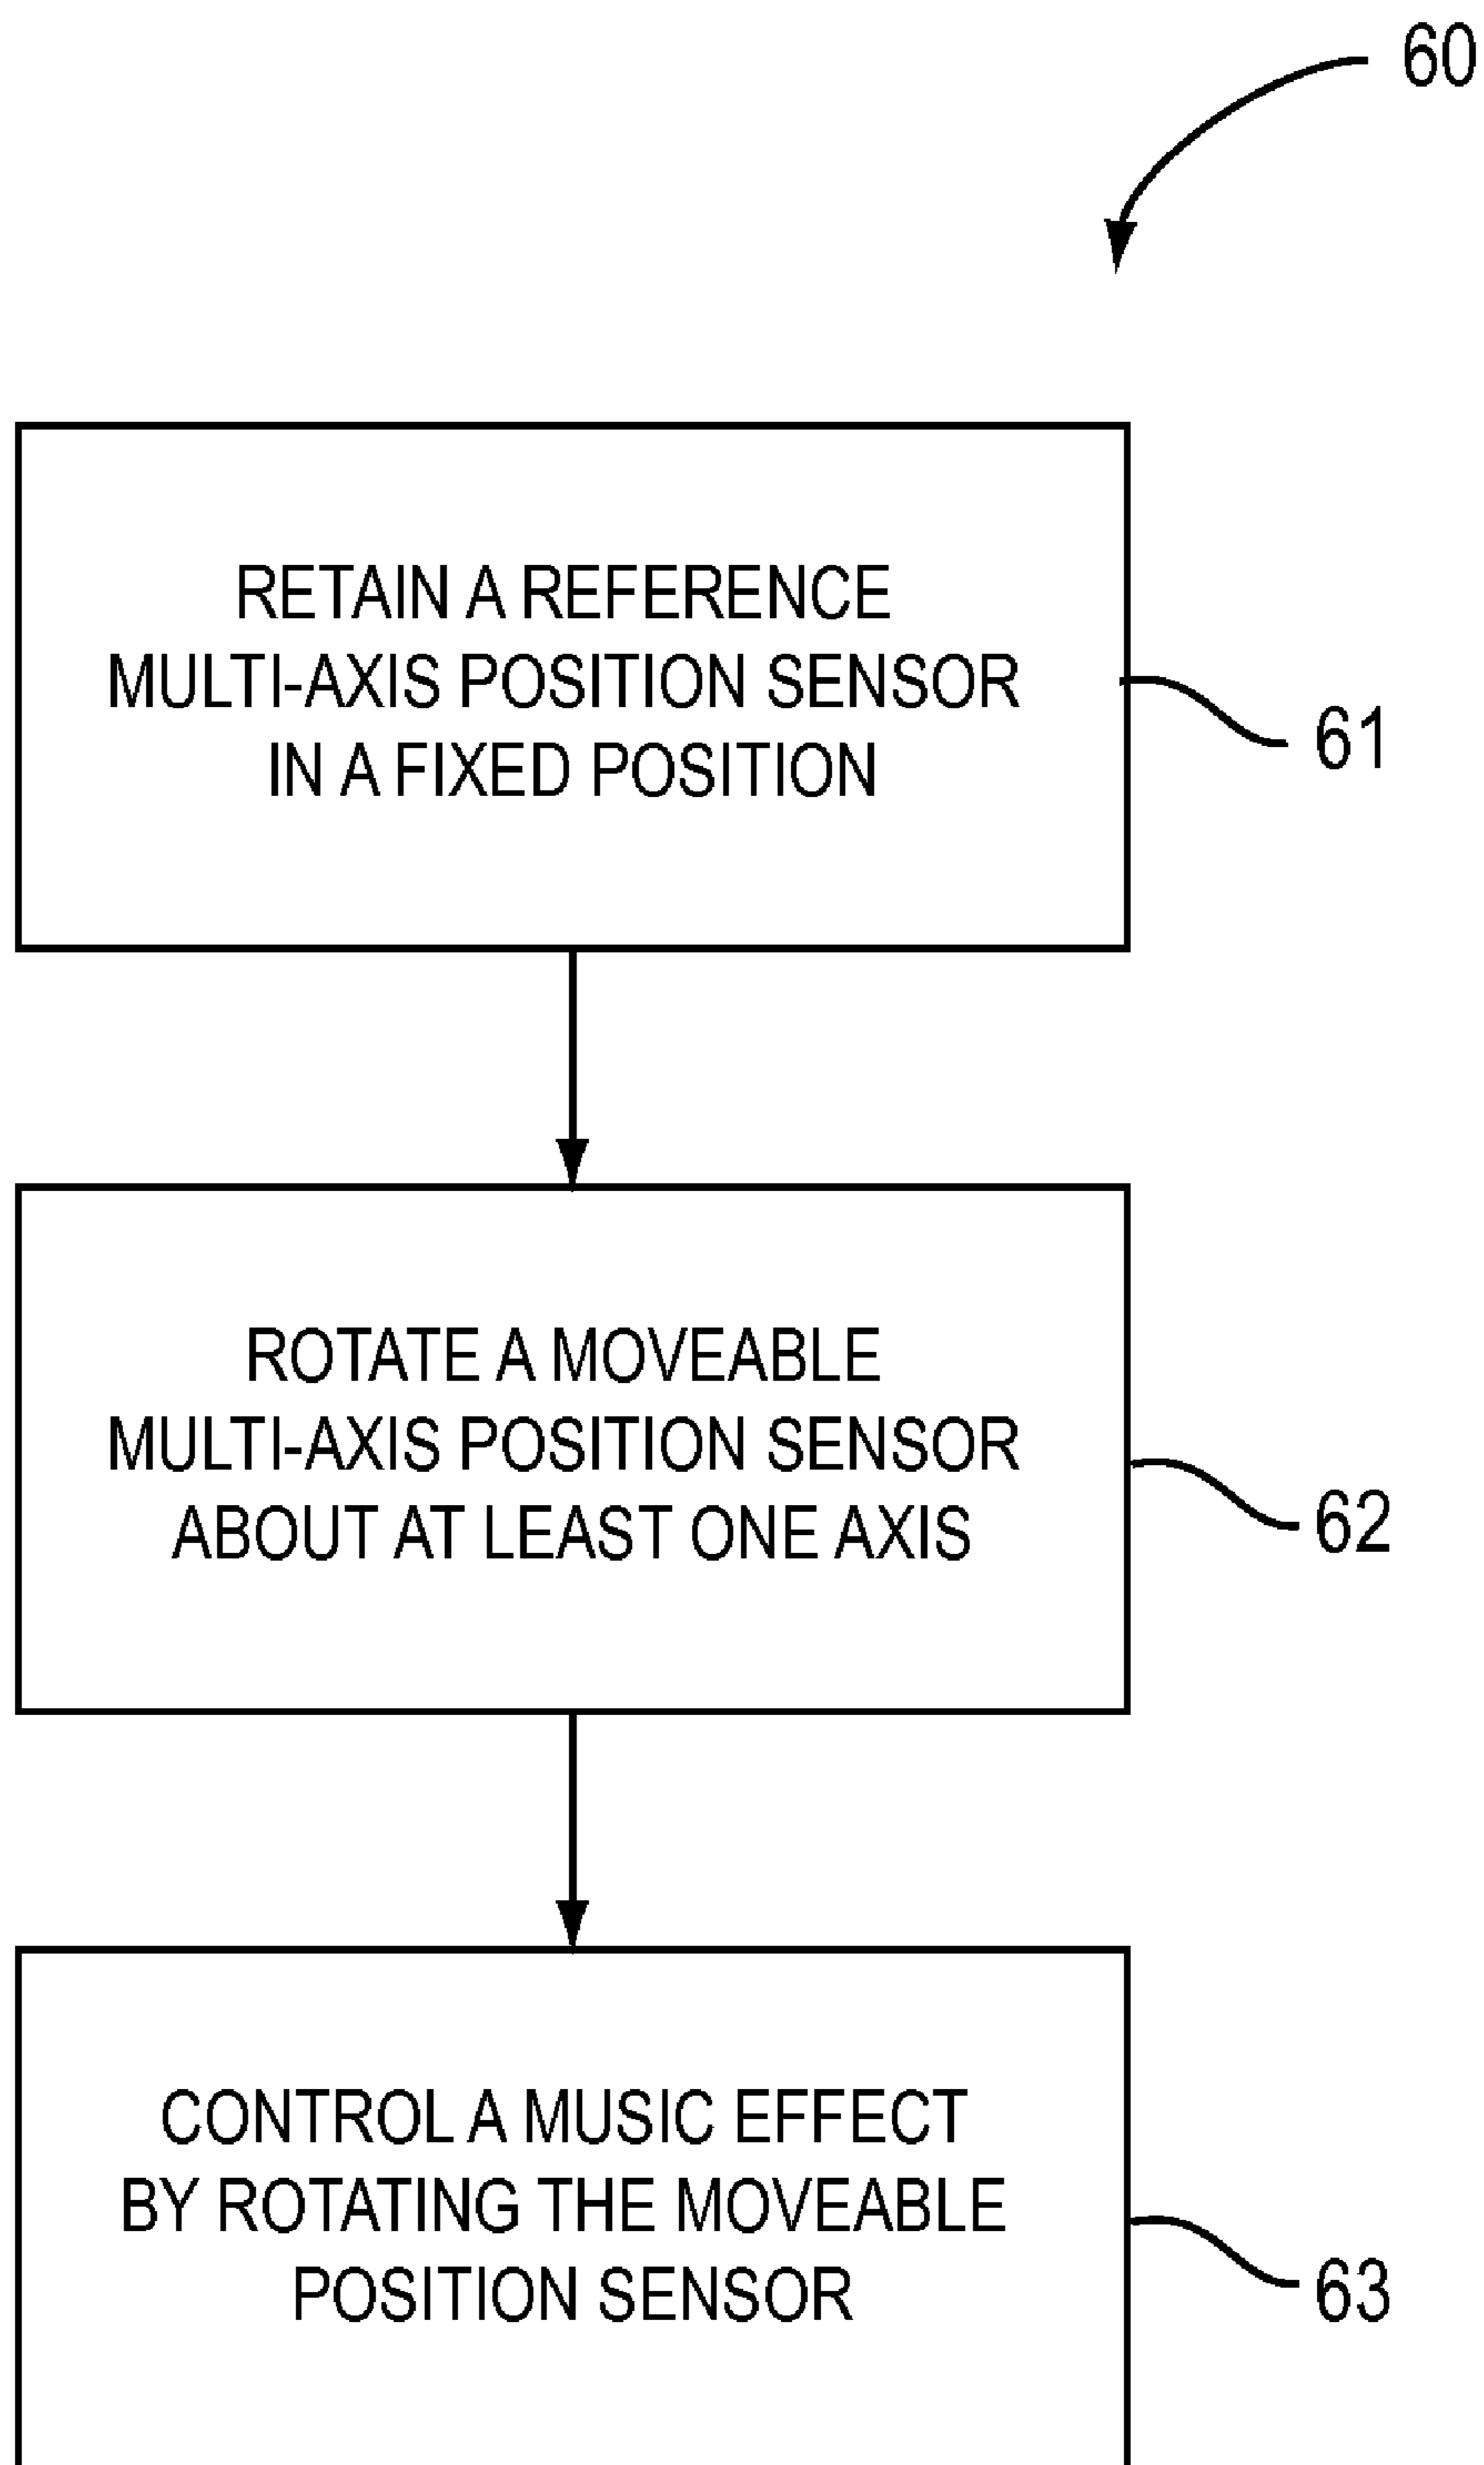 60
RETAIN A REFERENCE
MULTI-AXIS POSITION SENSOR
IN A FIXED POSITION
61
ROTATE A MOVEABLE
MULTI-AXIS POSITION SENSOR
ABOUT AT LEAST ONE AXIS
62
CONTROL A MUSIC EFFECT
BY ROTATING THE MOVEABLE
POSITION SENSOR
63